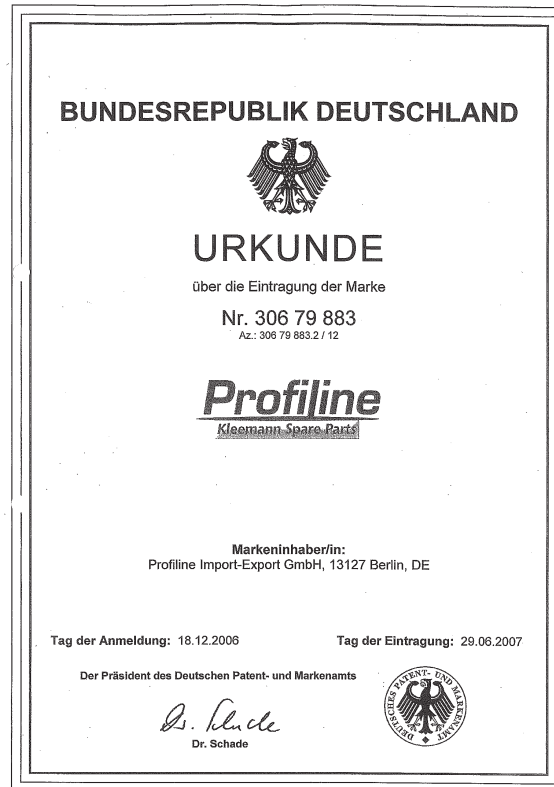 BUNDESREPUBLIK DEUTSCHLAND
URKUNDE
über die Eintragung der Marke
Nr. 306 79 883
Az.: 306 79 883.2 / 12
Profiline
Kleemann Spare Parts
Markeninhaber/in:
Profiline Import-Export GmbH, 13127 Berlin, DE
Tag der Anmeldung: 18.12.2006
Tag der Eintragung: 29.06.2007
Der Präsident des Deutschen Patent- und Markenamts
Dr. Schade
Dr. Schade
DEUTSCHES PATENT- UND MARKENAMT